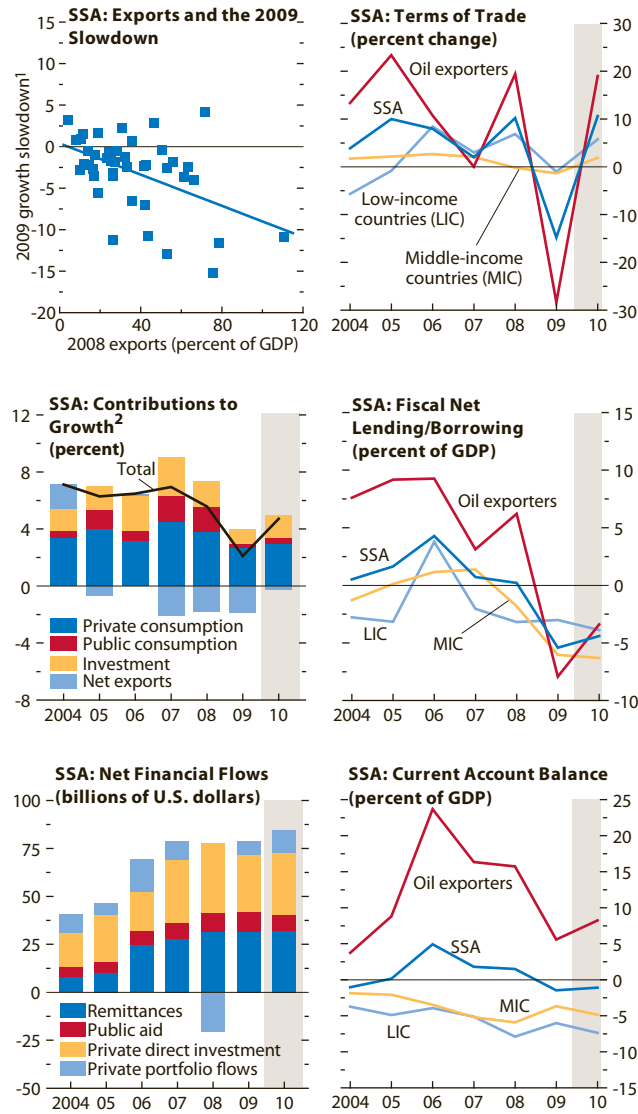 SSA: Exports and the 2009
Slowdown
2009 growth slowdown¹
15
10
5
0
-5
-10
-15
-20
0
40
80
120
2008 exports (percent of GDP)
SSA: Terms of Trade
(percent change)
Oil exporters
SSA
Low-income
countries (LIC)
Middle-income
countries (MIC)
30
20
10
0
-10
-20
-30
2004 05 06 07 08 09 10
SSA: Contributions to
Growth²
(percent)
Total
12
8
4
0
-4
-8
Private consumption
Public consumption
Investment
Net exports
2004 05 06 07 08 09 10
SSA: Fiscal Net
Lending/Borrowing
(percent of GDP)
Oil exporters
SSA
LIC
MIC
15
10
5
0
-5
-10
2004 05 06 07 08 09 10
SSA: Net Financial Flows
(billions of U.S. dollars)
100
75
50
25
0
-25
-50
Remittances
Public aid
Private direct investment
Private portfolio flows
2004 05 06 07 08 09 10
SSA: Current Account Balance
(percent of GDP)
Oil exporters
SSA
MIC
LIC
25
20
15
10
5
0
-5
-10
-15
2004 05 06 07 08 09 10